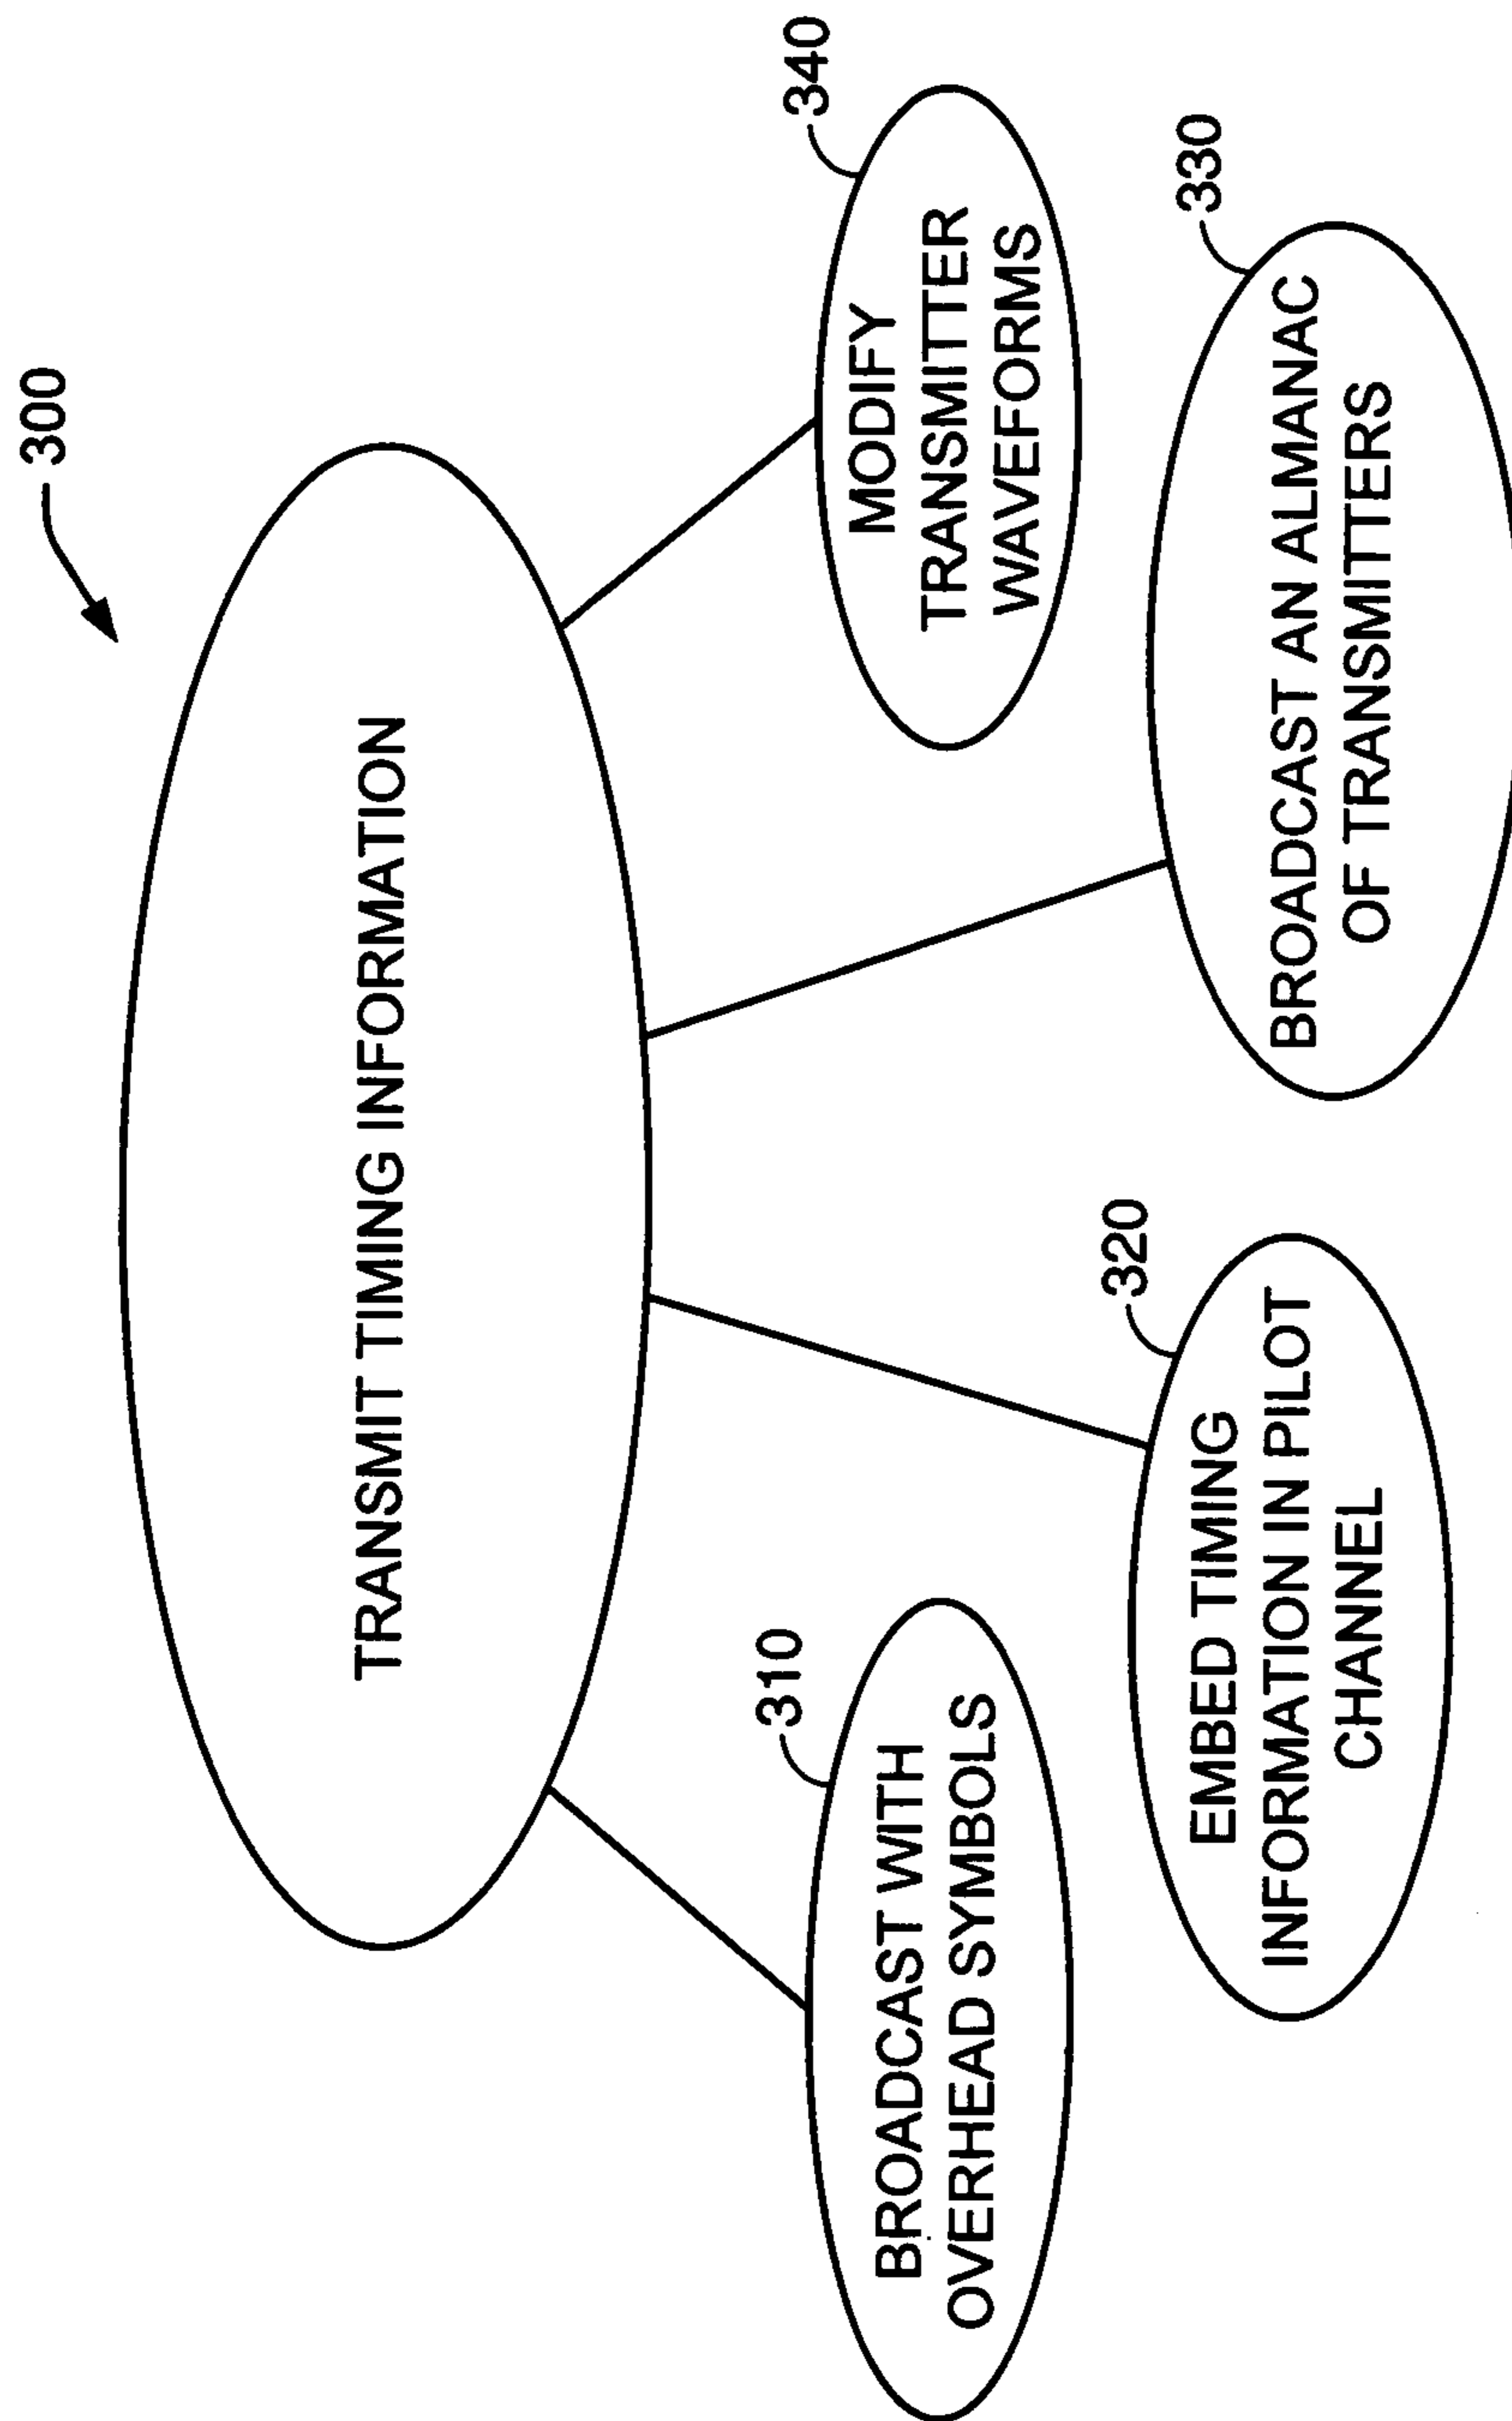 300
TRANSMIT TIMING INFORMATION
310
BROADCAST WITH
OVERHEAD SYMBOLS
320
EMBED TIMING
INFORMATION IN PILOT
CHANNEL
330
BROADCAST AN ALMANAC
OF TRANSMITTERS
340
MODIFY
TRANSMITTER
WAVEFORMS